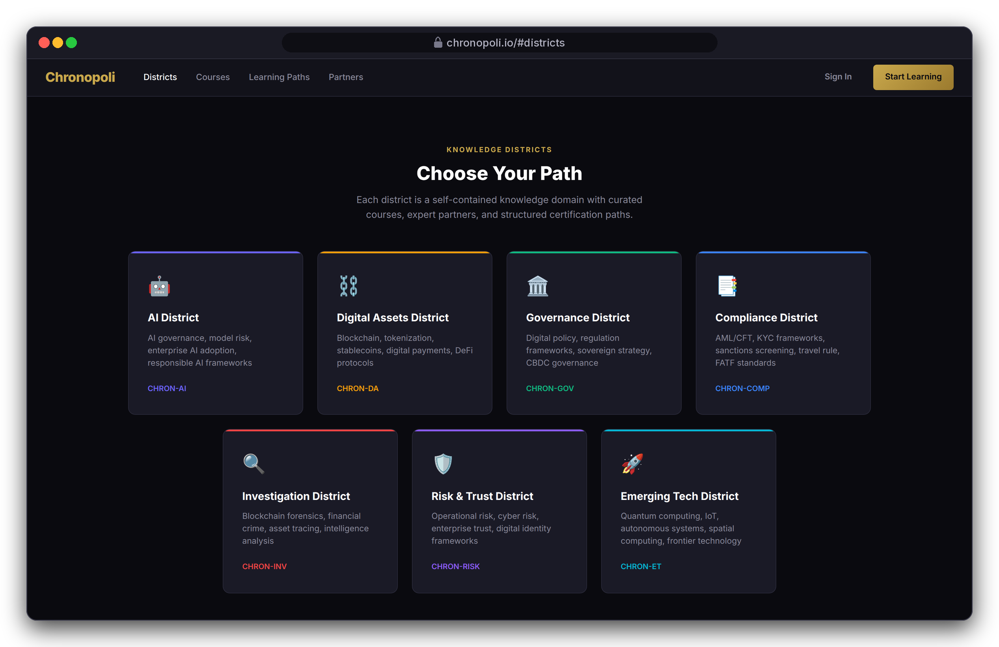 chronopoli.io/#districts
Chronopoli
Districts
Courses
Learning Paths
Partners
Sign In
Start Learning
KNOWLEDGE DISTRICTS
Choose Your Path
Each district is a self-contained knowledge domain with curated
courses, expert partners, and structured certification paths.
AI District
AI governance, model risk,
enterprise AI adoption,
responsible AI frameworks
CHRON-AI
Digital Assets District
Blockchain, tokenization,
stablecoins, digital payments, DeFi
protocols
CHRON-DA
Governance District
Digital policy, regulation
frameworks, sovereign strategy,
CBDC governance
CHRON-GOV
Compliance District
AML/CFT, KYC frameworks,
sanctions screening, travel rule,
FATF standards
CHRON-COMP
Investigation District
Blockchain forensics, financial
crime, asset tracing, intelligence
analysis
CHRON-INV
Risk & Trust District
Operational risk, cyber risk,
enterprise trust, digital identity
frameworks
CHRON-RISK
Emerging Tech District
Quantum computing, IoT,
autonomous systems, spatial
computing, frontier technology
CHRON-ET